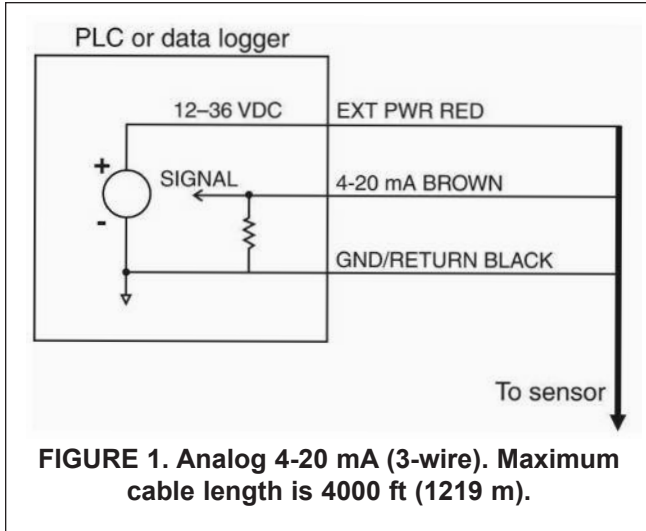 PLC or data logger
12–36 VDC
EXT PWR RED
+
SIGNAL
4-20 mA BROWN
-
GND/RETURN BLACK
To sensor
FIGURE 1. Analog 4-20 mA (3-wire). Maximum
cable length is 4000 ft (1219 m).